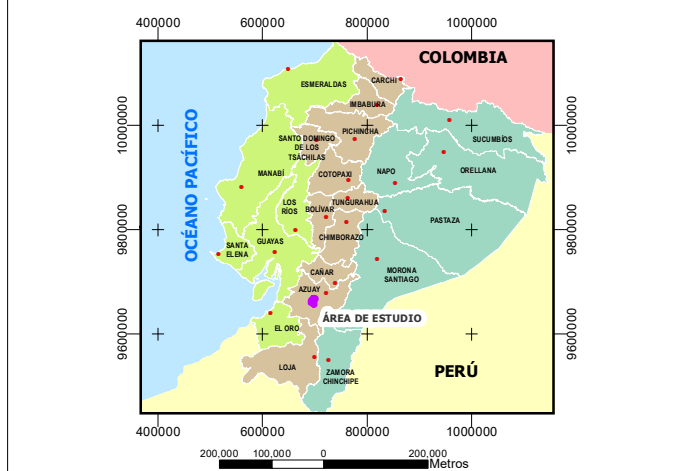 400000 600000 800000 1000000
COLOMBIA
ESMERALDAS
CARCHI
IMBABURA
1000000
1000000
PICHINCHA
SANTO DOMINGO
DE LOS
TSÁCHILAS
SUCUMBÍOS
OCÉANO PACÍFICO
MANABÍ
COTOPAXI
NAPO
ORELLANA
LOS
RÍOS
BOLÍVAR
TUNGURAHUA
PASTAZA
9800000
9800000
SANTA
ELENA
GUAYAS
CHIMBORAZO
CAÑAR
MORONA
SANTIAGO
AZUAY
ÁREA DE ESTUDIO
EL ORO
9600000
9600000
LOJA
ZAMORA
CHINCHIPE
PERÚ
400000 600000 800000 1000000
200,000 100,000 0 200,000
Metros